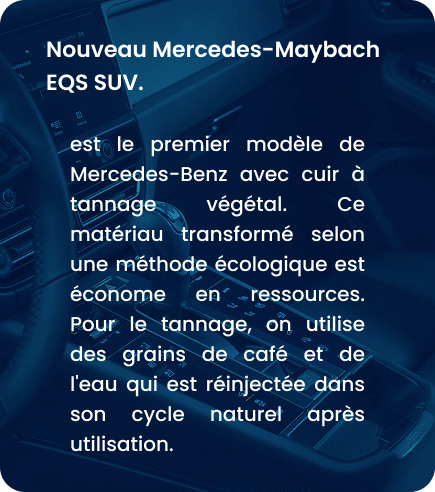 Nouveau Mercedes-Maybach
EQS SUV.
est le premier modèle de
Mercedes-Benz avec cuir à
tannage végétal. Ce
matériau transformé selon
une méthode écologique est
économe en ressources.
Pour le tannage, on utilise
des grains de café et de
l'eau qui est réinjectée dans
son cycle naturel après
utilisation.